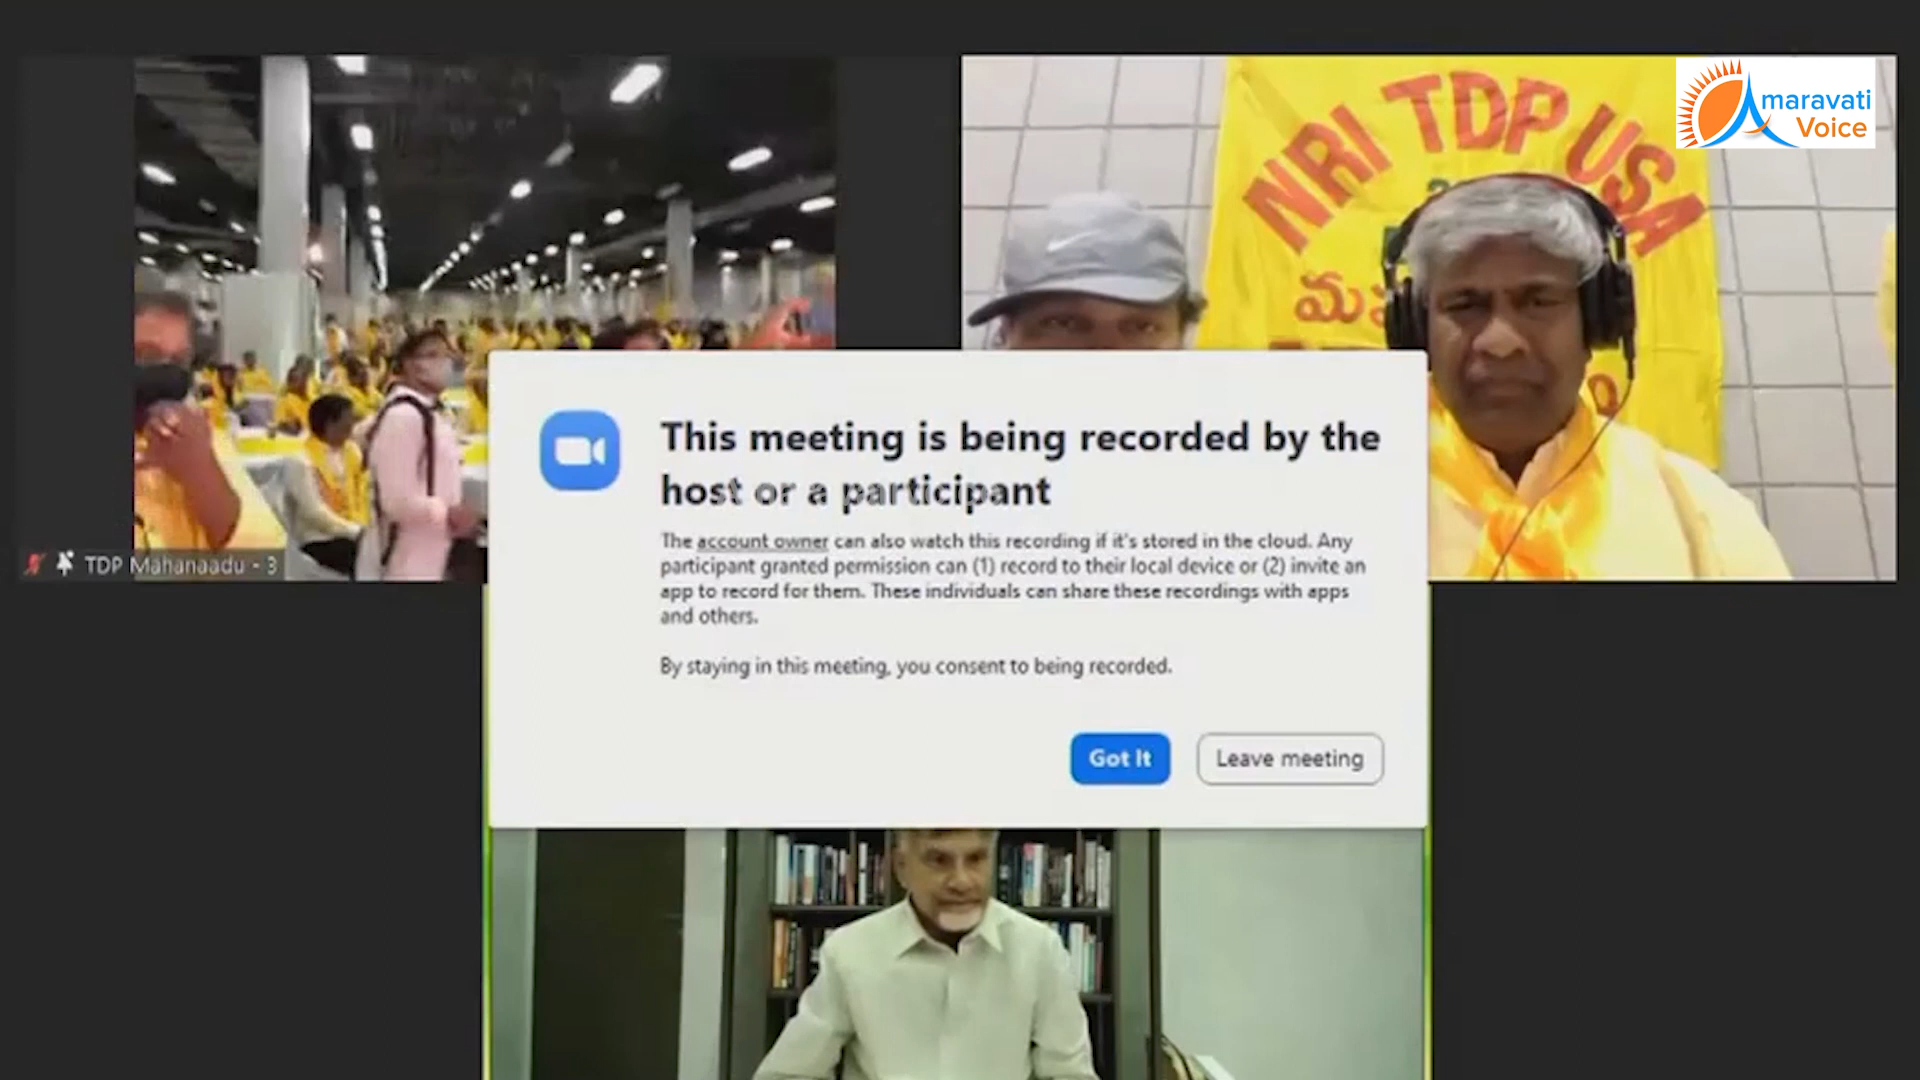 maravati
Voice
NRI TDP USA
This meeting is being recorded by the
host or a participant
The account owner can also watch this recording if it's stored in the cloud. Any
participant granted permission can (1) record to their local device or (2) invite an
app to record for them. These individuals can share these recordings with apps
and others.
By staying in this meeting, you consent to being recorded.
Got It
Leave meeting
TDP Mahanaadu - 3